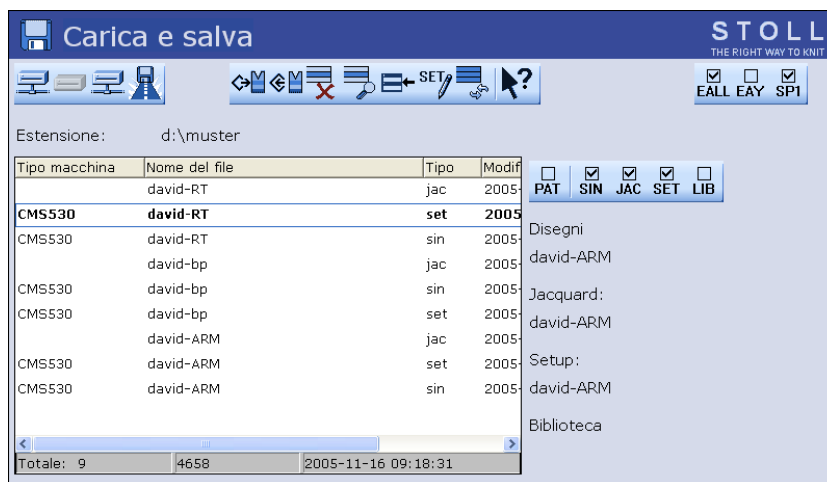 Carica e salva
STOLL
THE RIGHT WAY TO KNIT
SET
?
EALL EAY SP1
Estensione: d:\muster
Tipo macchina Nome del file Tipo Modif
david-RT jac 2005-
CMS530 david-RT set 2005
CMS530 david-RT sin 2005-
david-bp jac 2005-
CMS530 david-bp sin 2005-
CMS530 david-bp set 2005-
david-ARM jac 2005-
CMS530 david-ARM set 2005-
CMS530 david-ARM sin 2005-
Totale: 9 4658 2005-11-16 09:18:31
PAT SIN JAC SET LIB
Disegni
david-ARM
Jacquard:
david-ARM
Setup:
david-ARM
Biblioteca